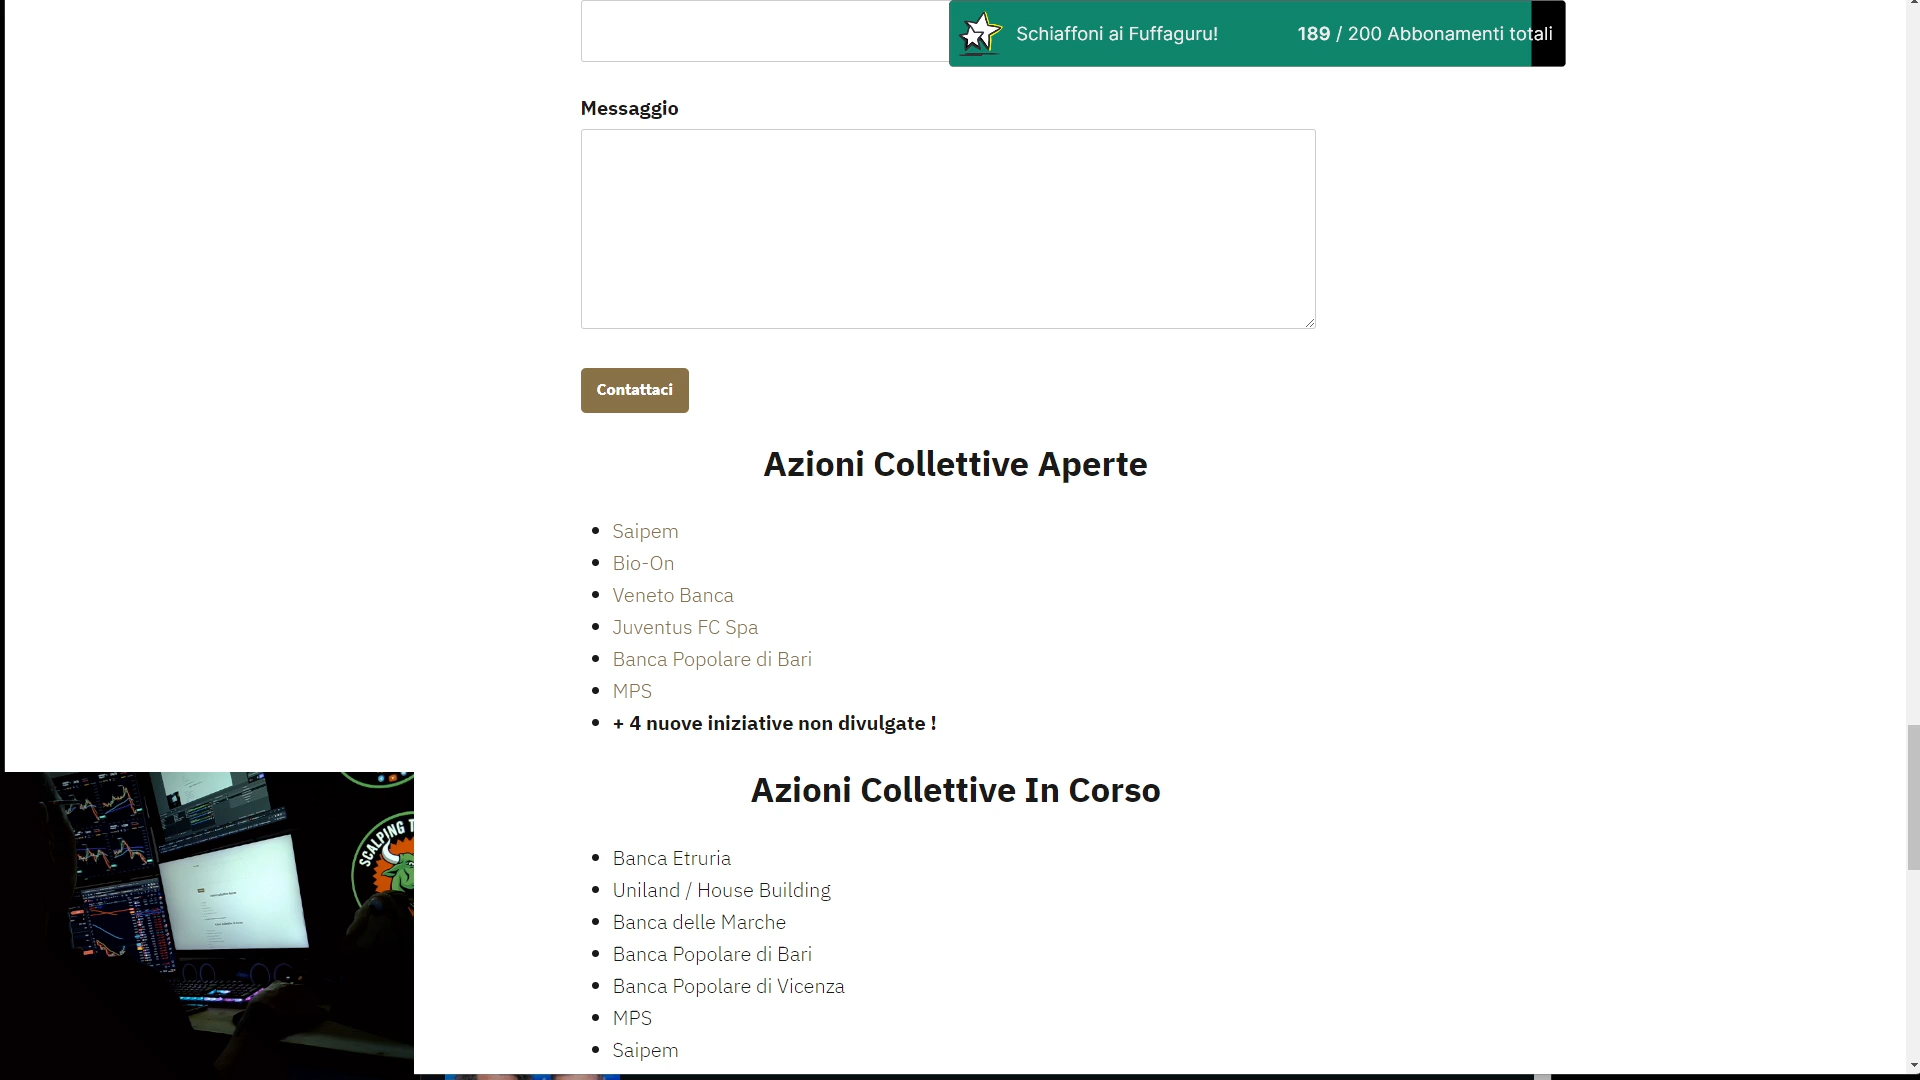 Schiaffoni ai Fuffaguru! 189 / 200 Abbonamenti totali
Messaggio
Contattaci
Azioni Collettive Aperte
Saipem
Bio-On
Veneto Banca
Juventus FC Spa
Banca Popolare di Bari
MPS
+ 4 nuove iniziative non divulgate !
Azioni Collettive In Corso
Banca Etruria
Uniland / House Building
Banca delle Marche
Banca Popolare di Bari
Banca Popolare di Vicenza
MPS
Saipem
SCALPING